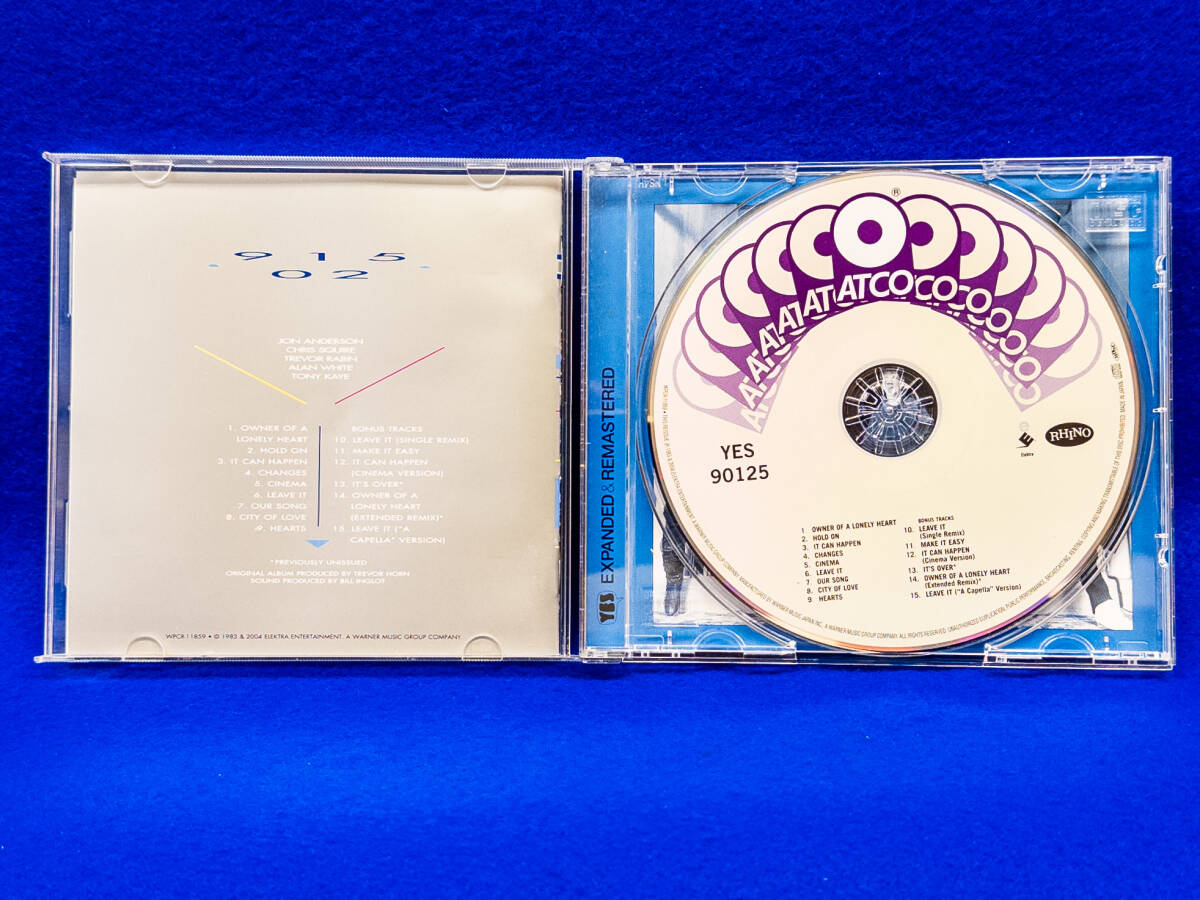 9 1 5
0 2
JON ANDERSON
CHRIS SQUIRE
TREVOR RABIN
ALAN WHITE
TONY KAYE
1. OWNER OF A
LONELY HEART
2. HOLD ON
3. IT CAN HAPPEN
4. CHANGES
5. CINEMA
6. LEAVE IT
7. OUR SONG
8. CITY OF LOVE
9. HEARTS
BONUS TRACKS
10. LEAVE IT (SINGLE REMIX)
11. MAKE IT EASY
12. IT CAN HAPPEN
(CINEMA VERSION)
13. IT'S OVER*
14. OWNER OF A
LONELY HEART
(EXTENDED REMIX)*
15. LEAVE IT ("A
CAPELLA" VERSION)
*PREVIOUSLY UNISSUED
ORIGINAL ALBUM PRODUCED BY TREVOR HORN
SOUND PRODUCED BY BILL INGLOT
WPCR-11859 • © 1983 & 2004 ELEKTRA ENTERTAINMENT. A WARNER MUSIC GROUP COMPANY.
YES EXPANDED & REMASTERED
®
ATCO
YES
90125
Elektra
RHINO
1. OWNER OF A LONELY HEART
2. HOLD ON
3. IT CAN HAPPEN
4. CHANGES
5. CINEMA
6. LEAVE IT
7. OUR SONG
8. CITY OF LOVE
9. HEARTS
BONUS TRACKS
10. LEAVE IT
(Single Remix)
11. MAKE IT EASY
12. IT CAN HAPPEN
(Cinema Version)
13. IT'S OVER*
14. OWNER OF A LONELY HEART
(Extended Remix)*
15. LEAVE IT ("A Capella" Version)